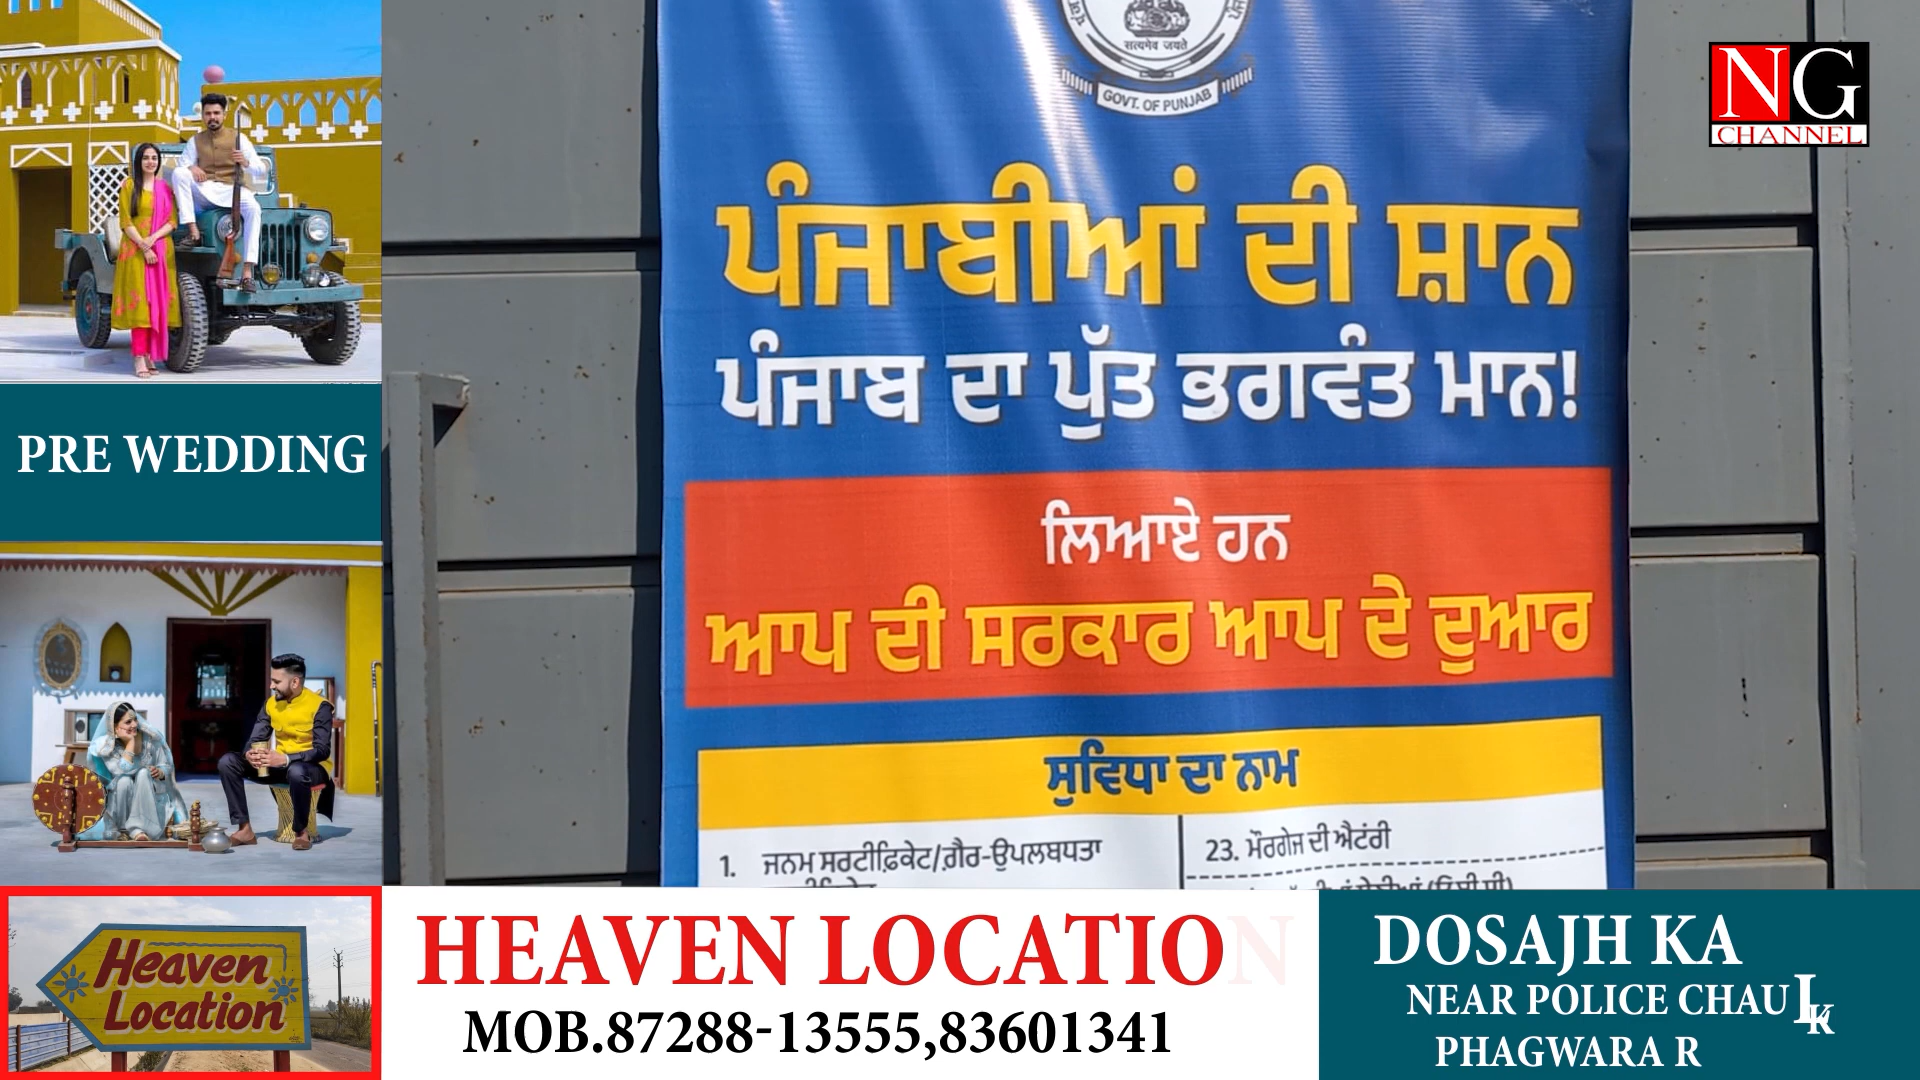 सत्यमेव जयते
GOVT. OF PUNJAB
ਪੰਜਾਬੀਆਂ ਦੀ ਸ਼ਾਨ
ਪੰਜਾਬ ਦਾ ਪੁੱਤ ਭਗਵੰਤ ਮਾਨ!
ਲਿਆਏ ਹਨ
ਆਪ ਦੀ ਸਰਕਾਰ ਆਪ ਦੇ ਦੁਆਰ
ਸੁਵਿਧਾ ਦਾ ਨਾਮ
1. ਜਨਮ ਸਰਟੀਫ਼ਿਕੇਟ/ਗ਼ੈਰ-ਉਪਲਬਧਤਾ
23. ਮੌਰਗੇਜ ਦੀ ਐਟਂਰੀ
NG
CHANNEL
PRE WEDDING
Heaven
Location
HEAVEN LOCATION
MOB.87288-13555,83601341
DOSAJH KA
NEAR POLICE CHAU
PHAGWARA R